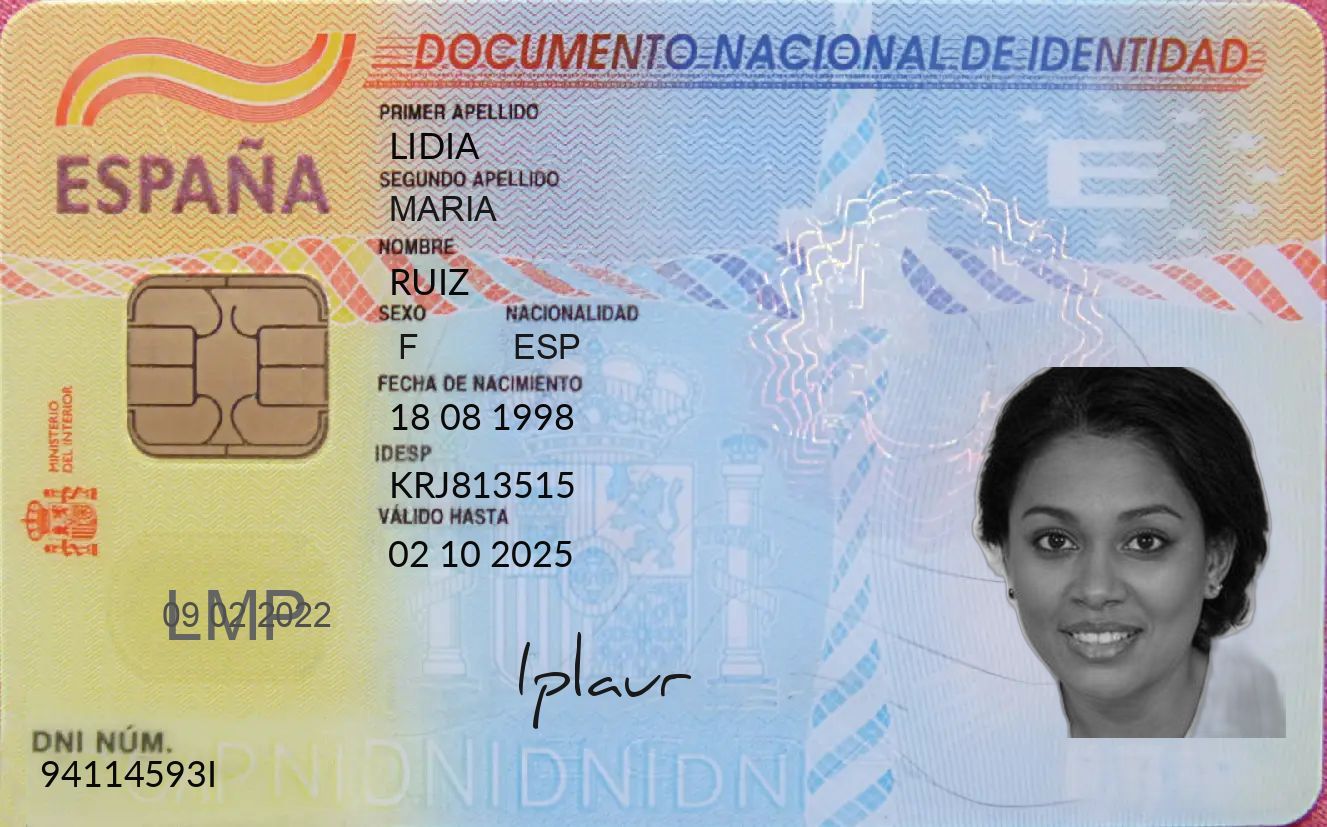 DOCUMENTO NACIONAL DE IDENTIDAD
ESPAÑA
PRIMER APELLIDO
LIDIA
SEGUNDO APELLIDO
MARIA
NOMBRE
RUIZ
SEXO NACIONALIDAD
F ESP
FECHA DE NACIMIENTO
18 08 1998
IDESP
KRJ813515
VÁLIDO HASTA
02 10 2025
MINISTERIO
DEL INTERIOR
E
LMP
09 02 2022
DNI NÚM.
94114593I
DNIDNIDNIDNI